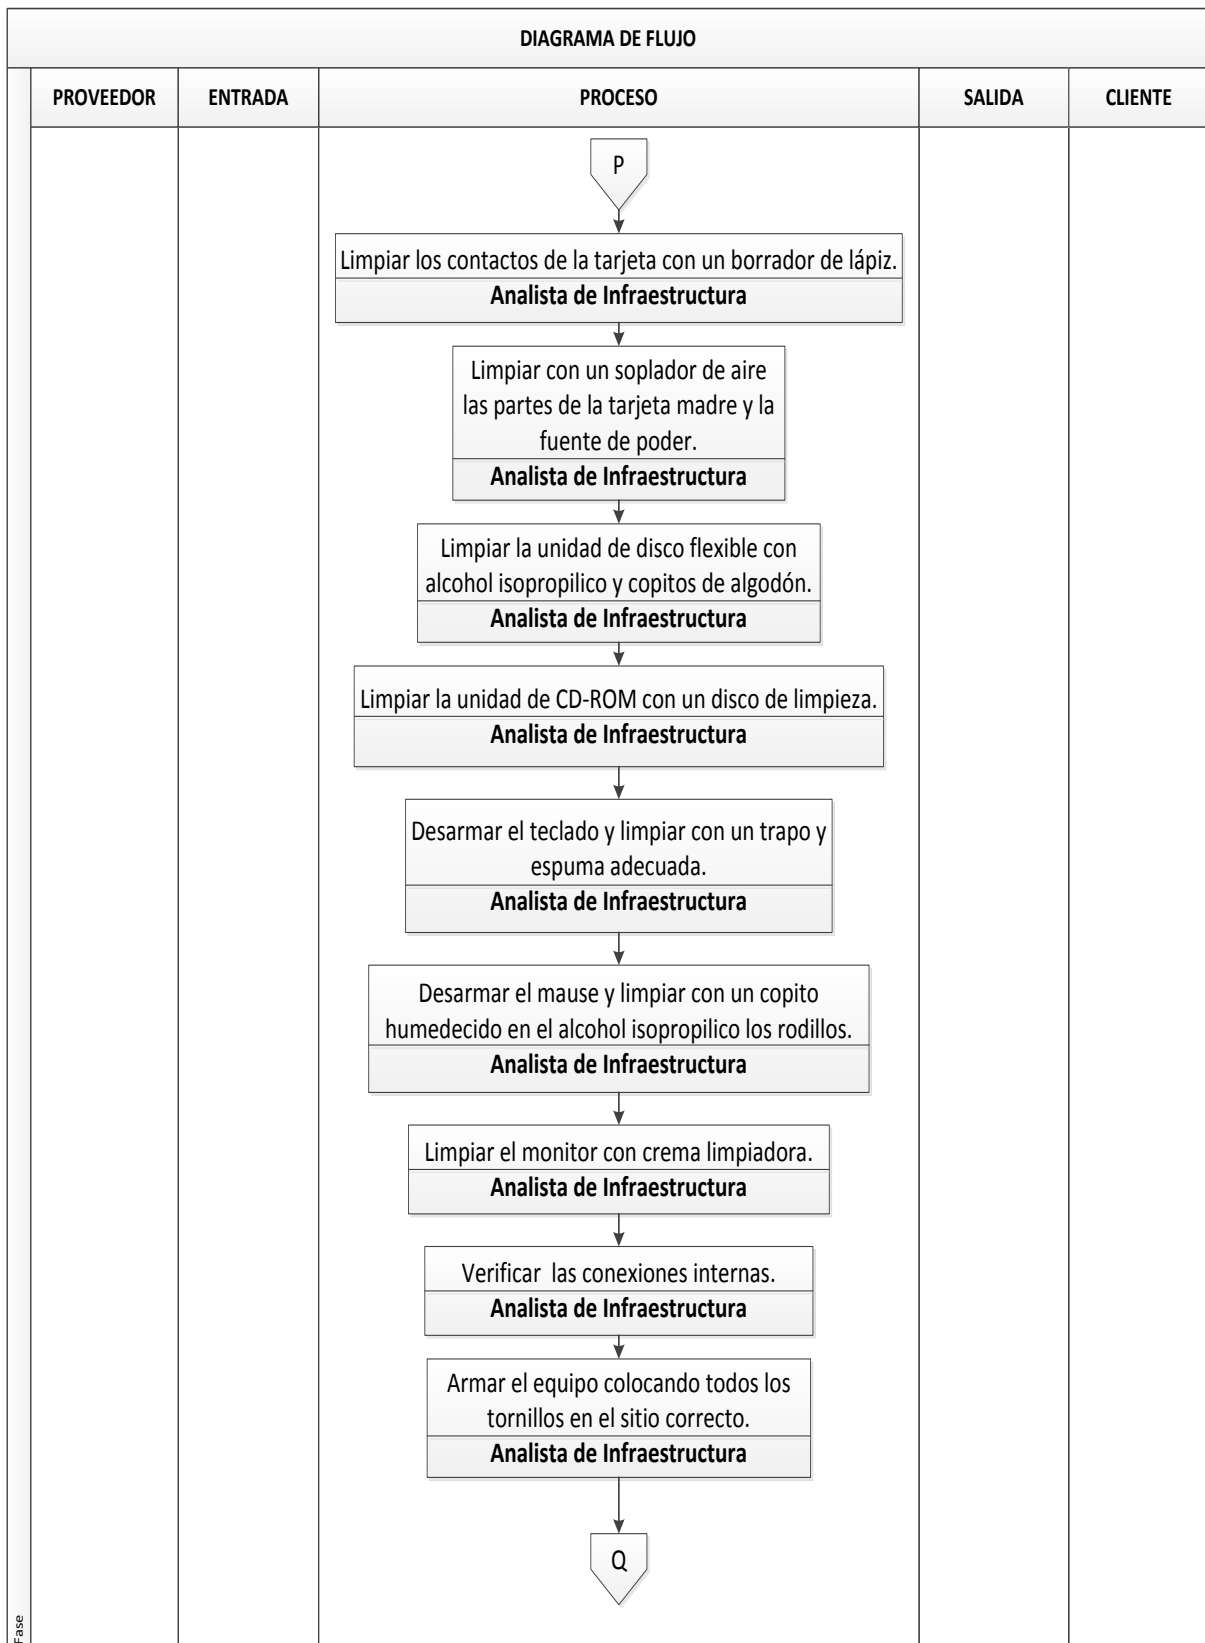 DIAGRAMA DE FLUJO
PROVEEDOR
ENTRADA
PROCESO
SALIDA
CLIENTE
P
Limpiar los contactos de la tarjeta con un borrador de lápiz.
Analista de Infraestructura
Limpiar con un soplador de aire
las partes de la tarjeta madre y la
fuente de poder.
Analista de Infraestructura
Limpiar la unidad de disco flexible con
alcohol isopropilico y copitos de algodón.
Analista de Infraestructura
Limpiar la unidad de CD-ROM con un disco de limpieza.
Analista de Infraestructura
Desarmar el teclado y limpiar con un trapo y
espuma adecuada.
Analista de Infraestructura
Desarmar el mause y limpiar con un copito
humedecido en el alcohol isopropilico los rodillos.
Analista de Infraestructura
Limpiar el monitor con crema limpiadora.
Analista de Infraestructura
Verificar  las conexiones internas.
Analista de Infraestructura
Armar el equipo colocando todos los
tornillos en el sitio correcto.
Analista de Infraestructura
Q
Fase